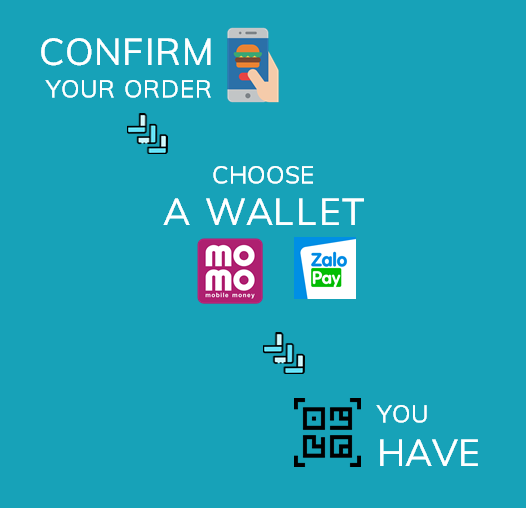 CONFIRM
YOUR ORDER
CHOOSE
A WALLET
mo
mo
mobile money
Zalo
Pay
YOU
HAVE